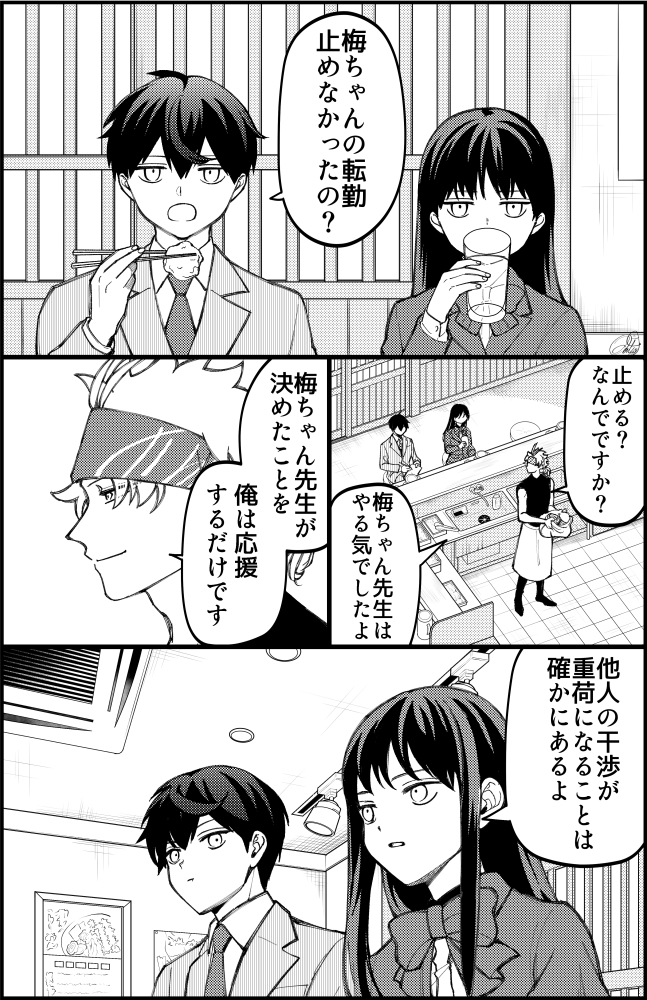 梅ちゃんの転勤
止めなかったの？
止める？
なんでですか？
梅ちゃん先生は
やる気でしたよ
梅ちゃん先生が
決めたことを
俺は応援
するだけです
他人の干渉が
重荷になることは
確かにあるよ